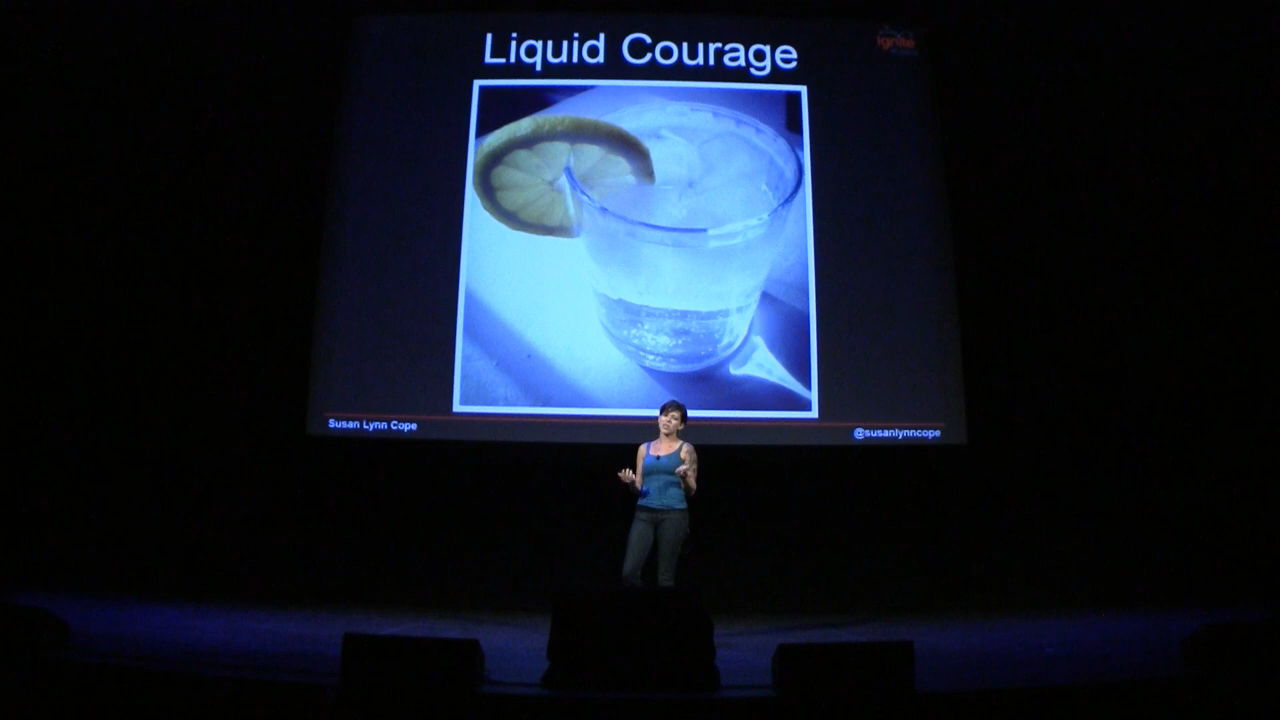 Liquid Courage
ignite
Susan Lynn Cope
@susanlynncope